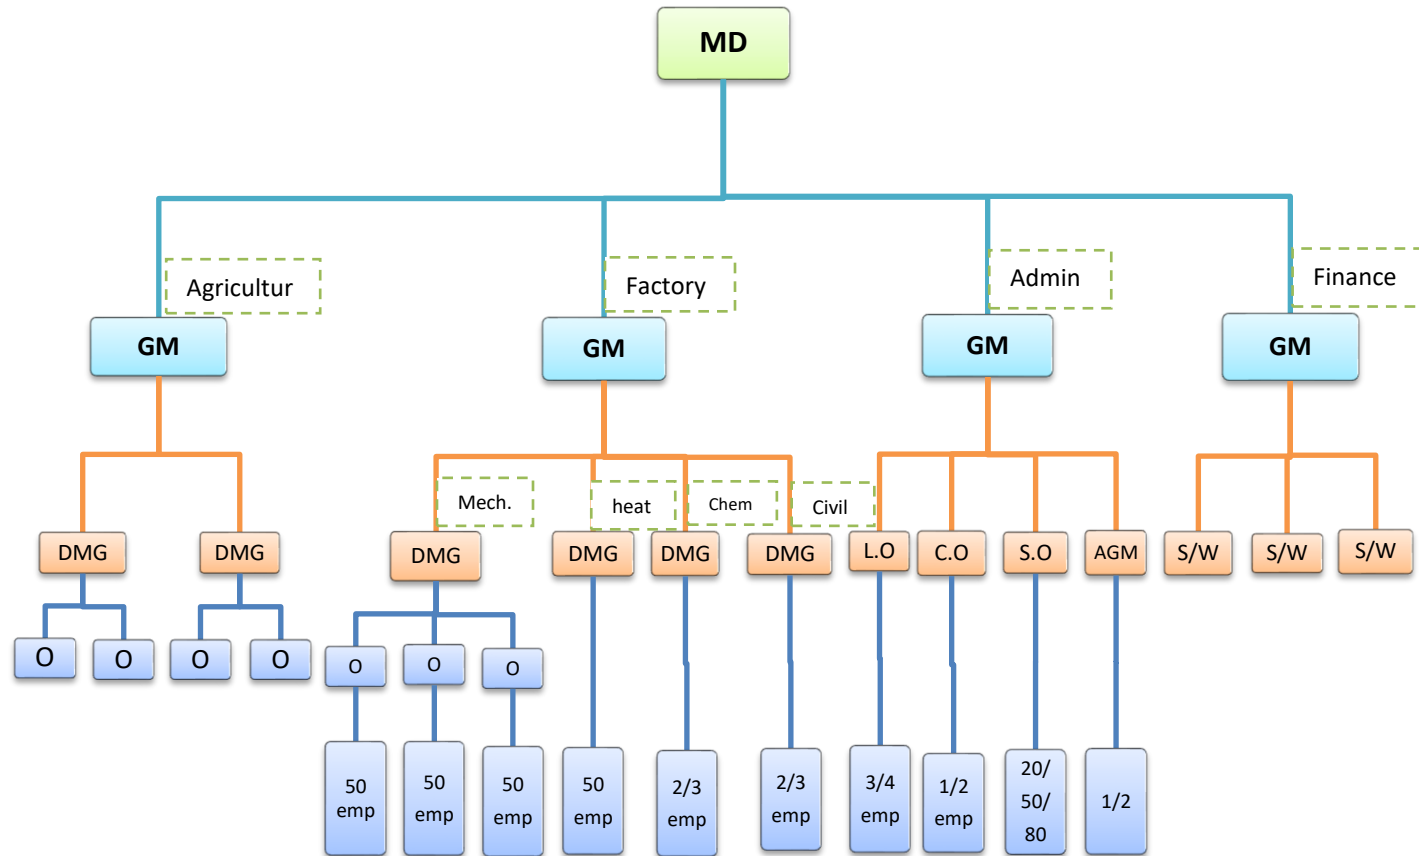 MD
Agricultur
Factory
Admin
Finance
GM
GM
GM
GM
Mech.
heat
Chem
Civil
DMG
DMG
DMG
DMG
DMG
DMG
L.O
C.O
S.O
AGM
S/W
S/W
S/W
O
O
O
O
O
O
O
50
emp
50
emp
50
emp
50
emp
2/3
emp
2/3
emp
3/4
emp
1/2
emp
20/
50/
80
1/2